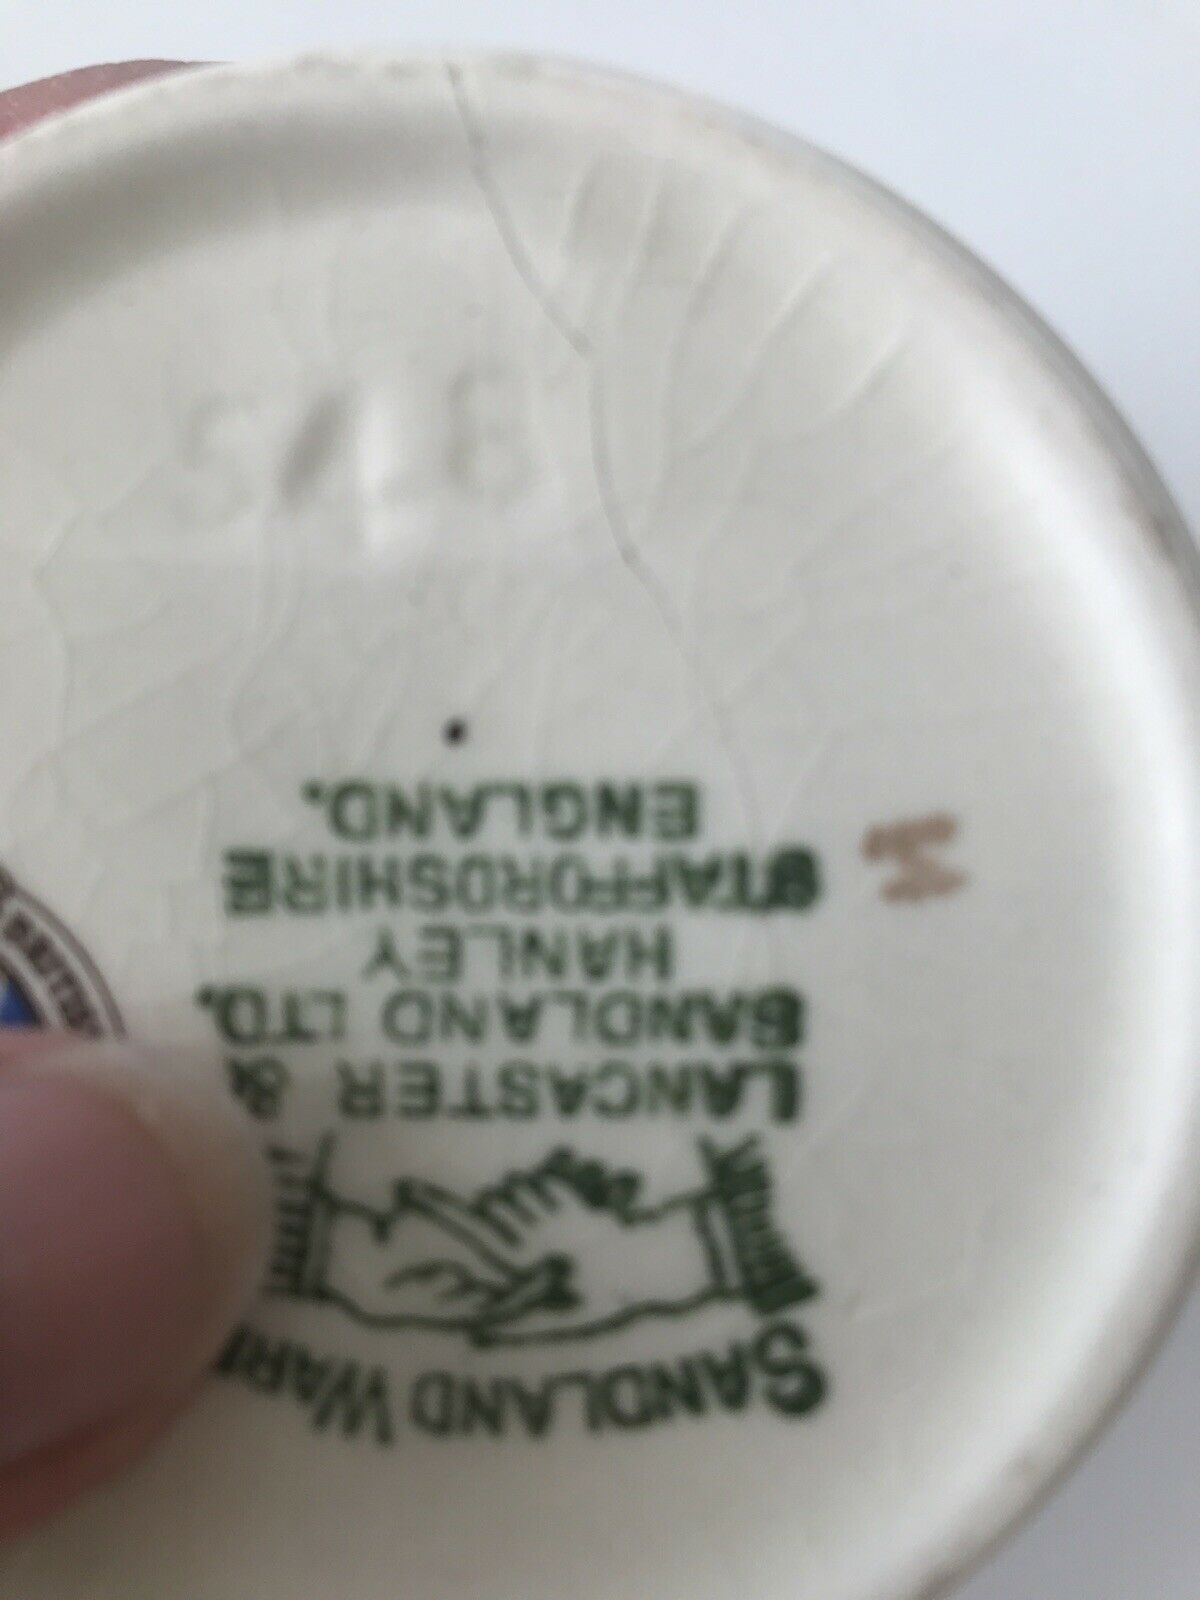 SANDLAND WARE
LANCASTER &
SANDLAND LTD.
HANLEY
STAFFORDSHIRE
ENGLAND.
M